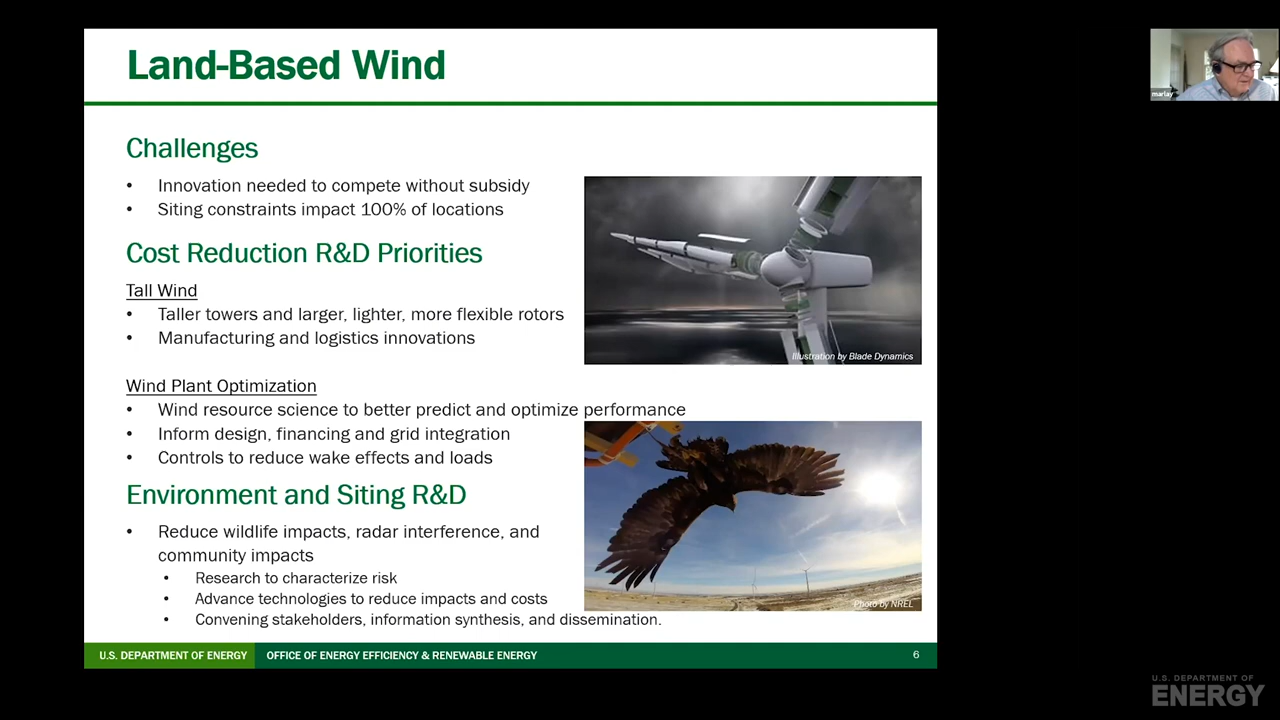 Land-Based Wind
marlay
Challenges
• Innovation needed to compete without subsidy
• Siting constraints impact 100% of locations
Cost Reduction R&D Priorities
Tall Wind
• Taller towers and larger, lighter, more flexible rotors
• Manufacturing and logistics innovations
Illustration by Blade Dynamics
Wind Plant Optimization
• Wind resource science to better predict and optimize performance
• Inform design, financing and grid integration
• Controls to reduce wake effects and loads
Environment and Siting R&D
• Reduce wildlife impacts, radar interference, and
community impacts
• Research to characterize risk
• Advance technologies to reduce impacts and costs
• Convening stakeholders, information synthesis, and dissemination.
Photo by NREL
U.S. DEPARTMENT OF ENERGY OFFICE OF ENERGY EFFICIENCY & RENEWABLE ENERGY 6
U.S. DEPARTMENT OF
ENERGY